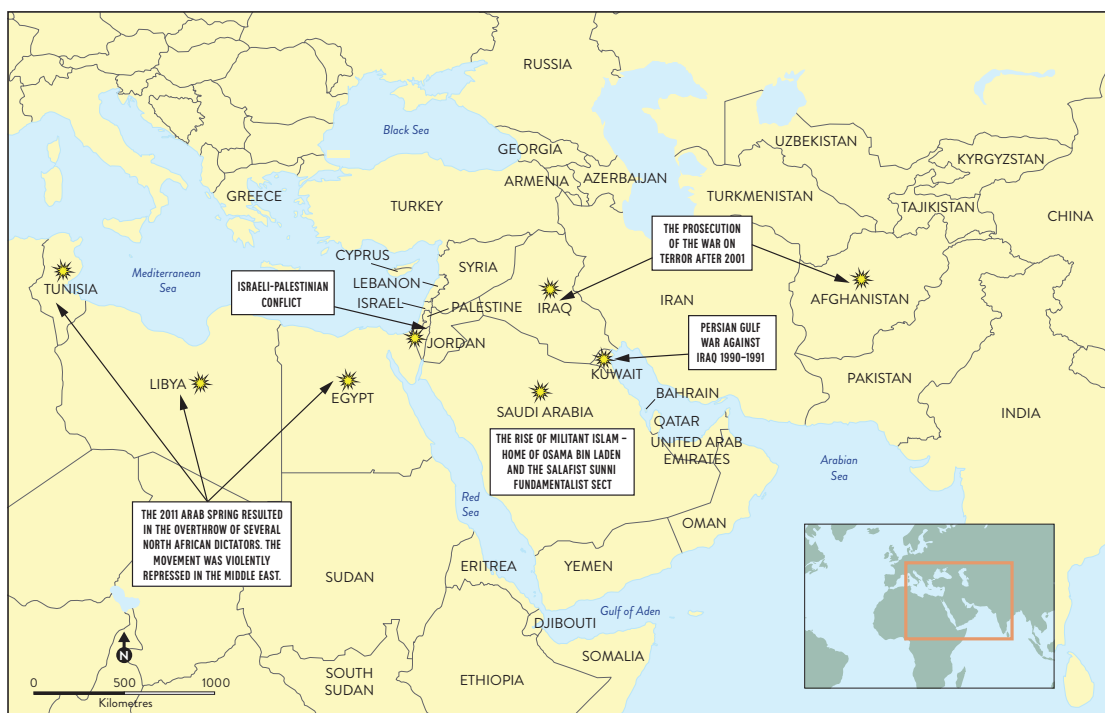 RUSSIA
Black Sea
UZBEKISTAN
GEORGIA
KYRGYZSTAN
ARMENIA
AZERBAIJAN
TURKMENISTAN
TAJIKISTAN
CHINA
GREECE
TURKEY
THE PROSECUTION
OF THE WAR ON
TERROR AFTER 2001
CYPRUS
SYRIA
LEBANON
Mediterranean
Sea
TUNISIA
ISRAELI–PALESTINIAN
CONFLICT
ISRAEL
PALESTINE
IRAQ
IRAN
AFGHANISTAN
JORDAN
PERSIAN GULF
WAR AGAINST
IRAQ 1990–1991
KUWAIT
PAKISTAN
LIBYA
EGYPT
BAHRAIN
SAUDI ARABIA
QATAR
INDIA
UNITED ARAB
EMIRATES
THE RISE OF MILITANT ISLAM –
HOME OF OSAMA BIN LADEN
AND THE SALAFIST SUNNI
FUNDAMENTALIST SECT
Arabian
Sea
Red
Sea
THE 2011 ARAB SPRING RESULTED
IN THE OVERTHROW OF SEVERAL
NORTH AFRICAN DICTATORS. THE
MOVEMENT WAS VIOLENTLY
REPRESSED IN THE MIDDLE EAST.
OMAN
SUDAN
ERITREA
YEMEN
Gulf of Aden
DJIBOUTI
SOMALIA
SOUTH
SUDAN
ETHIOPIA
N
0 500 1000
Kilometres